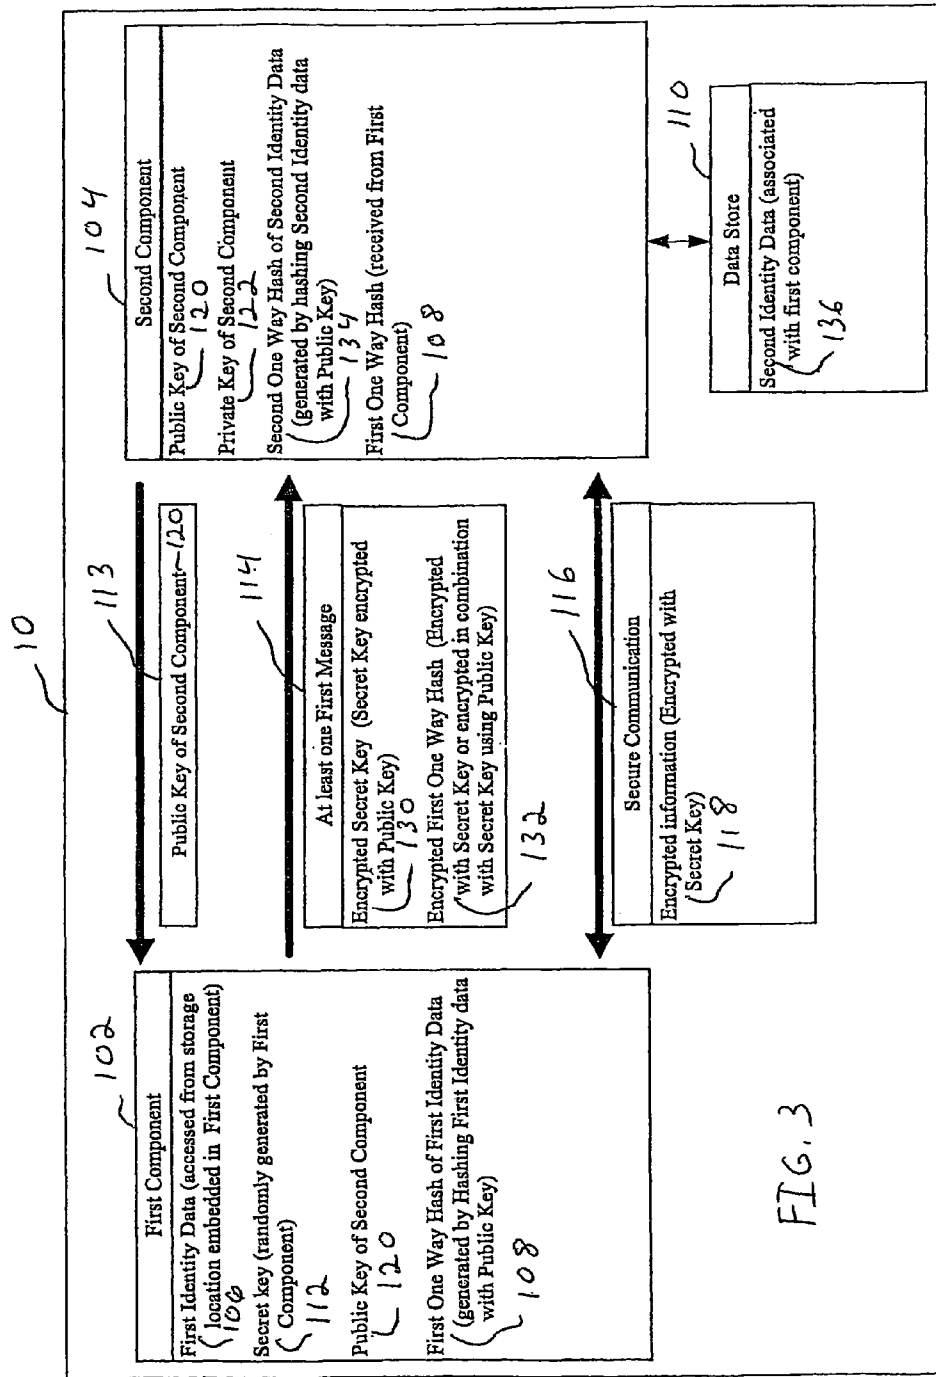 10
102
First Component
First Identity Data (accessed from storage
location embedded in First Component)
106
Secret key (randomly generated by First
Component)
112
Public Key of Second Component
120
First One Way Hash of First Identity Data
(generated by Hashing First Identity data
with Public Key)
108
113
Public Key of Second Component 120
114
At least one First Message
Encrypted Secret Key (Secret Key encrypted
with Public Key)
130
Encrypted First One Way Hash (Encrypted
with Secret Key or encrypted in combination
with Secret Key using Public Key)
132
116
Secure Communication
Encrypted information (Encrypted with
Secret Key)
118
104
Second Component
Public Key of Second Component
120
Private Key of Second Component
122
Second One Way Hash of Second Identity Data
(generated by hashing Second Identity data
with Public Key)
134
First One Way Hash (received from First
Component)
108
110
Data Store
Second Identity Data (associated
with first component)
136
FIG. 3